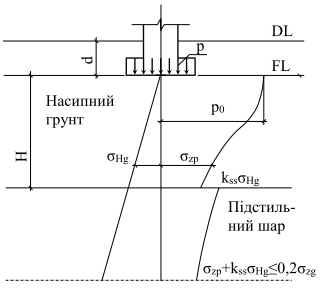 DL
d
p
FL
Насипний
грунт
p₀
H
σHg
σzp
kssσHg
Підстиль-
ний шар
σzp+kssσHg≤0,2σzg